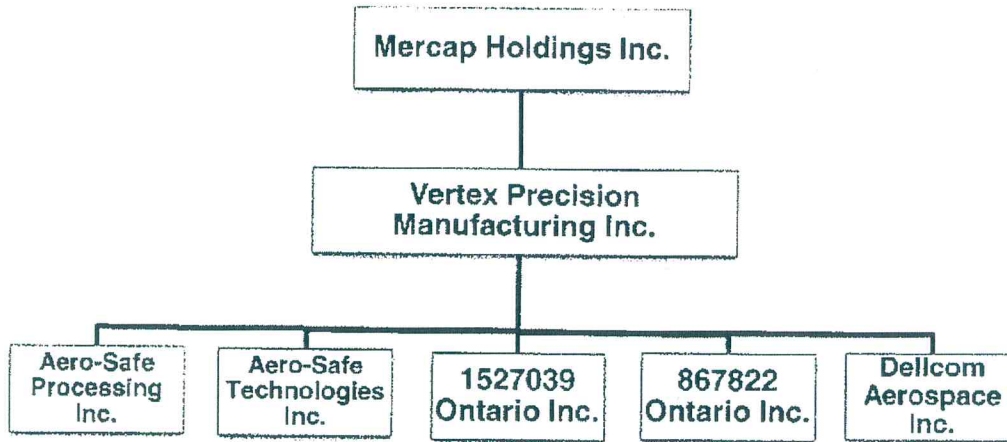 Mercap Holdings Inc.
Vertex Precision
Manufacturing Inc.
Aero-Safe
Processing
Inc.
Aero-Safe
Technologies
Inc.
1527039
Ontario Inc.
867822
Ontario Inc.
Dellcom
Aerospace
Inc.